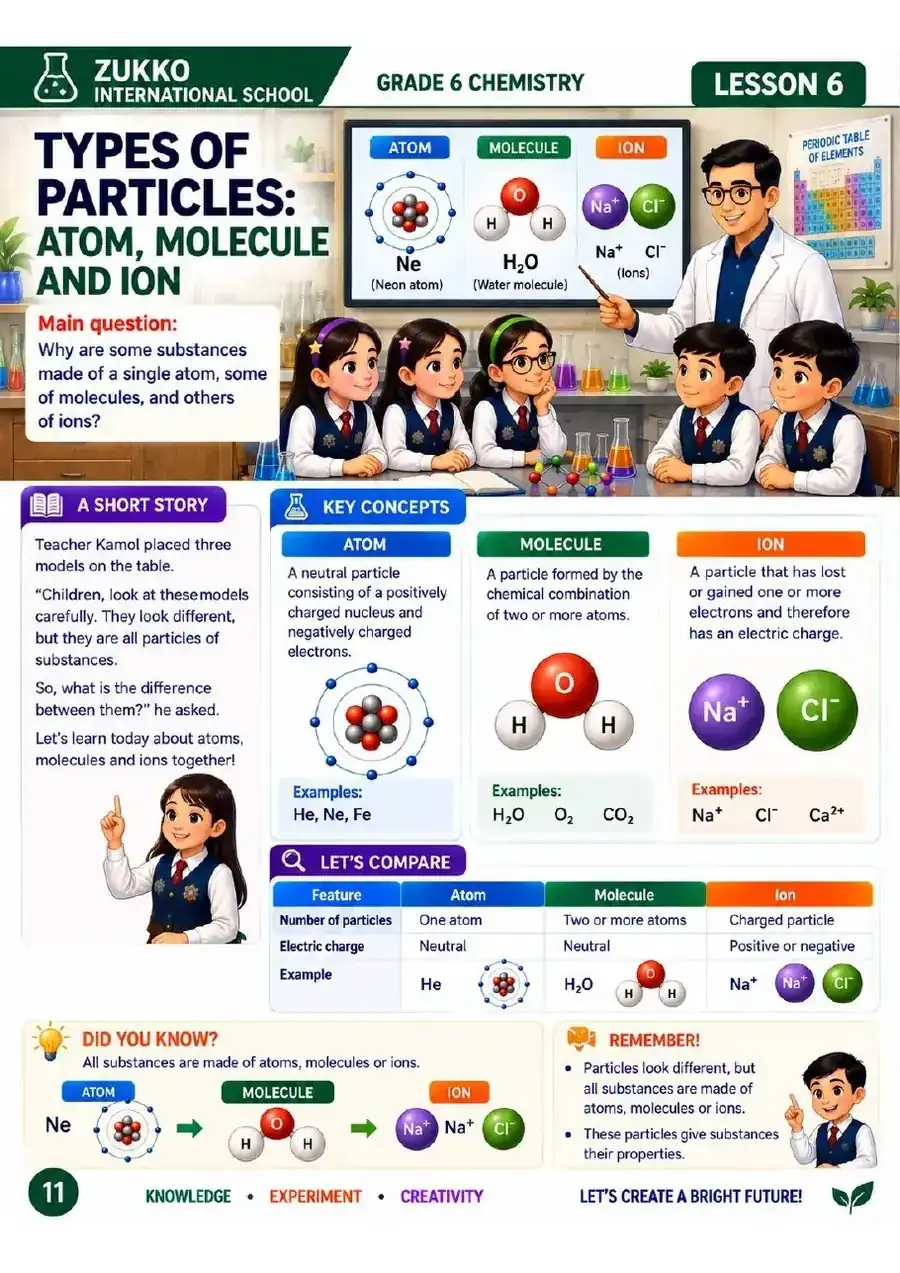 ZUKKO
INTERNATIONAL SCHOOL
GRADE 6 CHEMISTRY
LESSON 6
TYPES OF
PARTICLES:
ATOM, MOLECULE
AND ION
Main question:
Why are some substances
made of a single atom, some
of molecules, and others
of ions?
ATOM
MOLECULE
ION
O
H
H
Na⁺
Cl⁻
Ne
(Neon atom)
H₂O
(Water molecule)
Na⁺ Cl⁻
(Ions)
PERIODIC TABLE
OF ELEMENTS
A SHORT STORY
Teacher Kamol placed three
models on the table.
“Children, look at thesemodels
carefully. They look different,
but they are all particles of
substances.
So, what is the difference
between them?” he asked.
Let’s learn today about atoms,
molecules and ions together!
KEY CONCEPTS
ATOM
A neutral particle
consisting of a positively
charged nucleus and
negatively charged
electrons.
Examples:
He, Ne, Fe
MOLECULE
A particle formed by the
chemical combination
of two or more atoms.
O
H
H
Examples:
H₂O O₂ CO₂
ION
A particle that has lost
or gained one or more
electrons and therefore
has an electric charge.
Na⁺
Cl⁻
Examples:
Na⁺ Cl⁻ Ca²⁺
LET’S COMPARE
Feature Atom Molecule Ion
Number of particles One atom Two or more atoms Charged particle
Electric charge Neutral Neutral Positive or negative
Example He H₂O O H H Na⁺ Na⁺ Cl⁻
DID YOU KNOW?
All substances are made of atoms, molecules or ions.
ATOM
Ne
MOLECULE
O
H
H
ION
Na⁺ Na⁺ Cl⁻
REMEMBER!
• Particles look different, but
all substances are made of
atoms, molecules or ions.
• These particles give substances
their properties.
11
KNOWLEDGE • EXPERIMENT • CREATIVITY
LET’S CREATE A BRIGHT FUTURE!